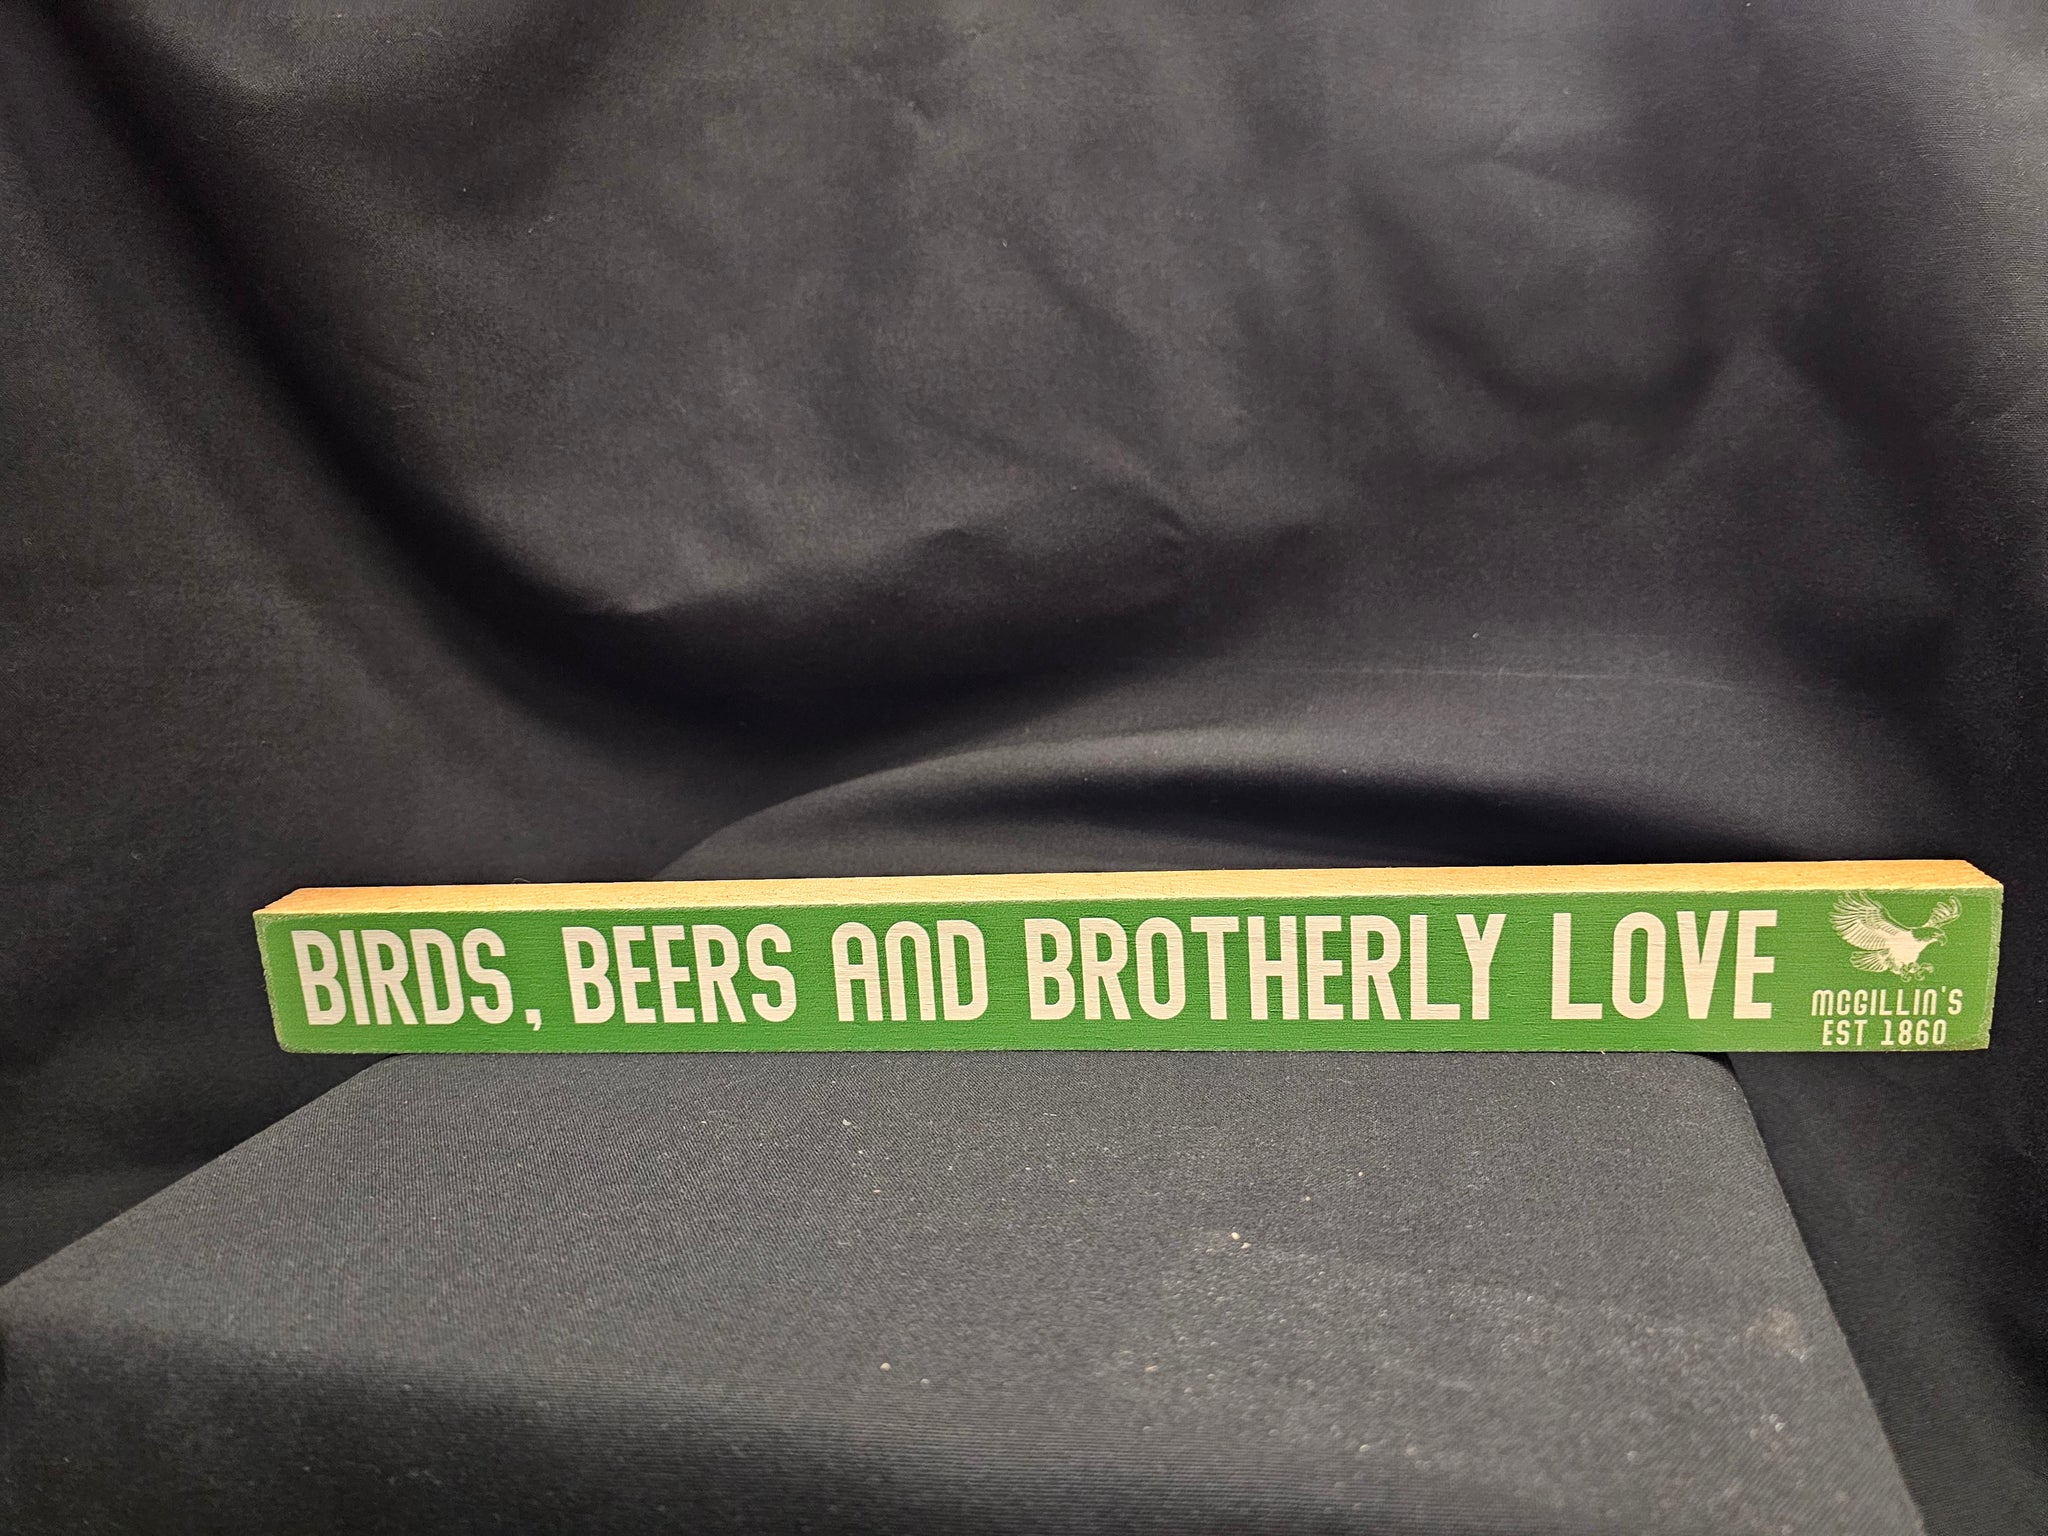 BIRDS, BEERS AND BROTHERLY LOVE
MCGILLIN'S
EST 1860